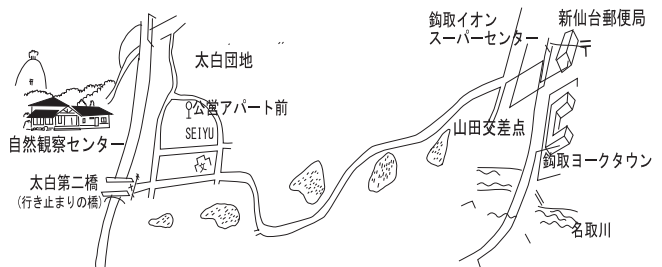 鈎取イオン
スーパーセンター
新仙台郵便局
〒
太白団地
公営アパート前
SEIYU
文
自然観察センター
太白第二橋
(行き止まりの橋)
山田交差点
鈎取ヨークタウン
名取川